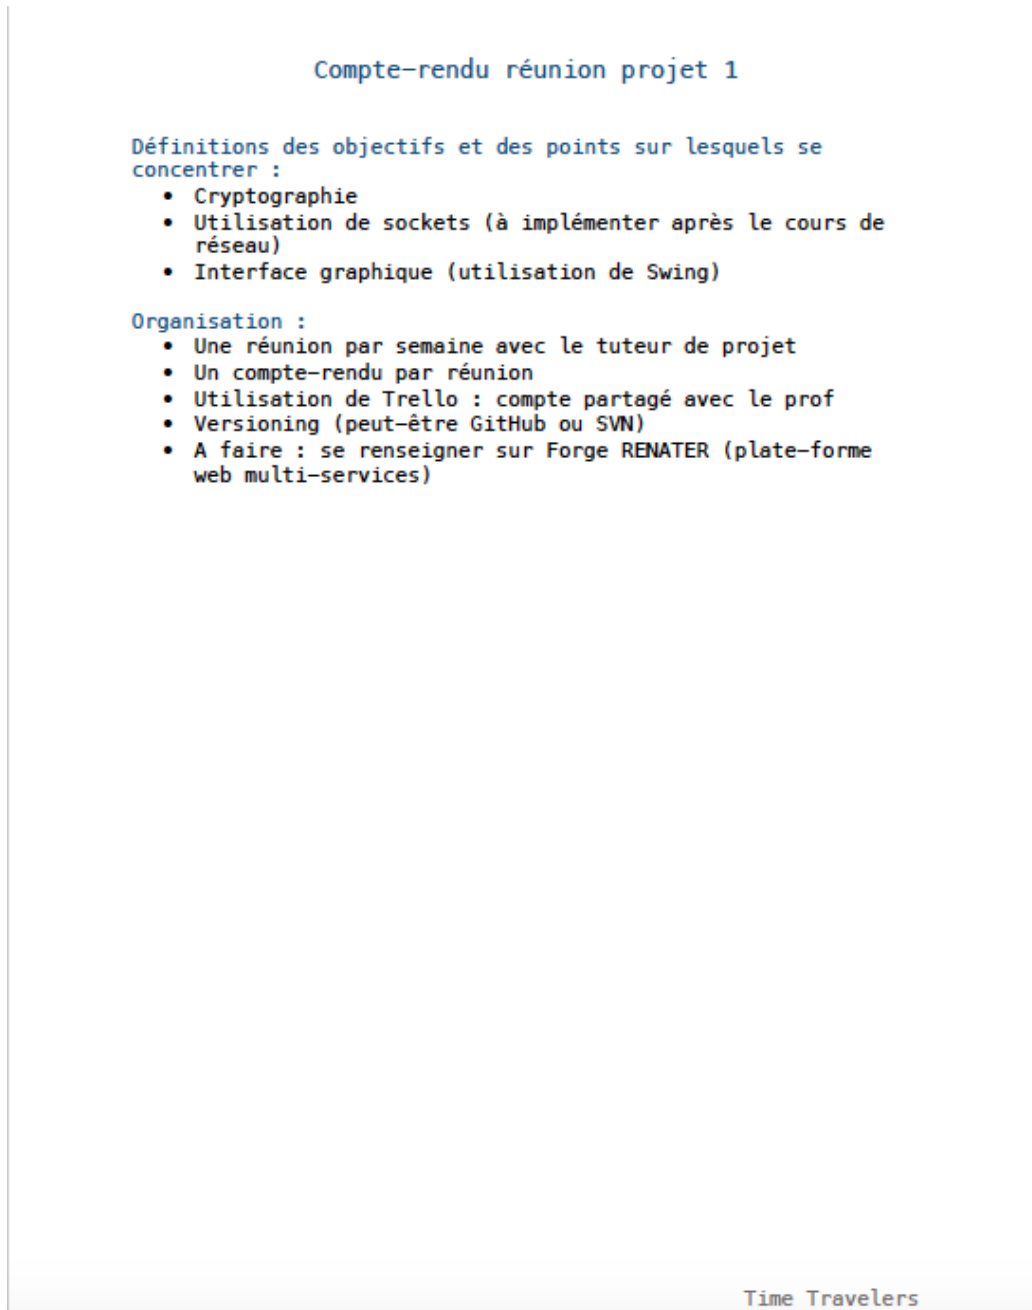 Compte-rendu réunion projet 1
Définitions des objectifs et des points sur lesquels se
concentrer :
• Cryptographie
• Utilisation de sockets (à implémenter après le cours de
réseau)
• Interface graphique (utilisation de Swing)
Organisation :
• Une réunion par semaine avec le tuteur de projet
• Un compte-rendu par réunion
• Utilisation de Trello : compte partagé avec le prof
• Versioning (peut-être GitHub ou SVN)
• A faire : se renseigner sur Forge RENATER (plate-forme
web multi-services)
Time Travelers